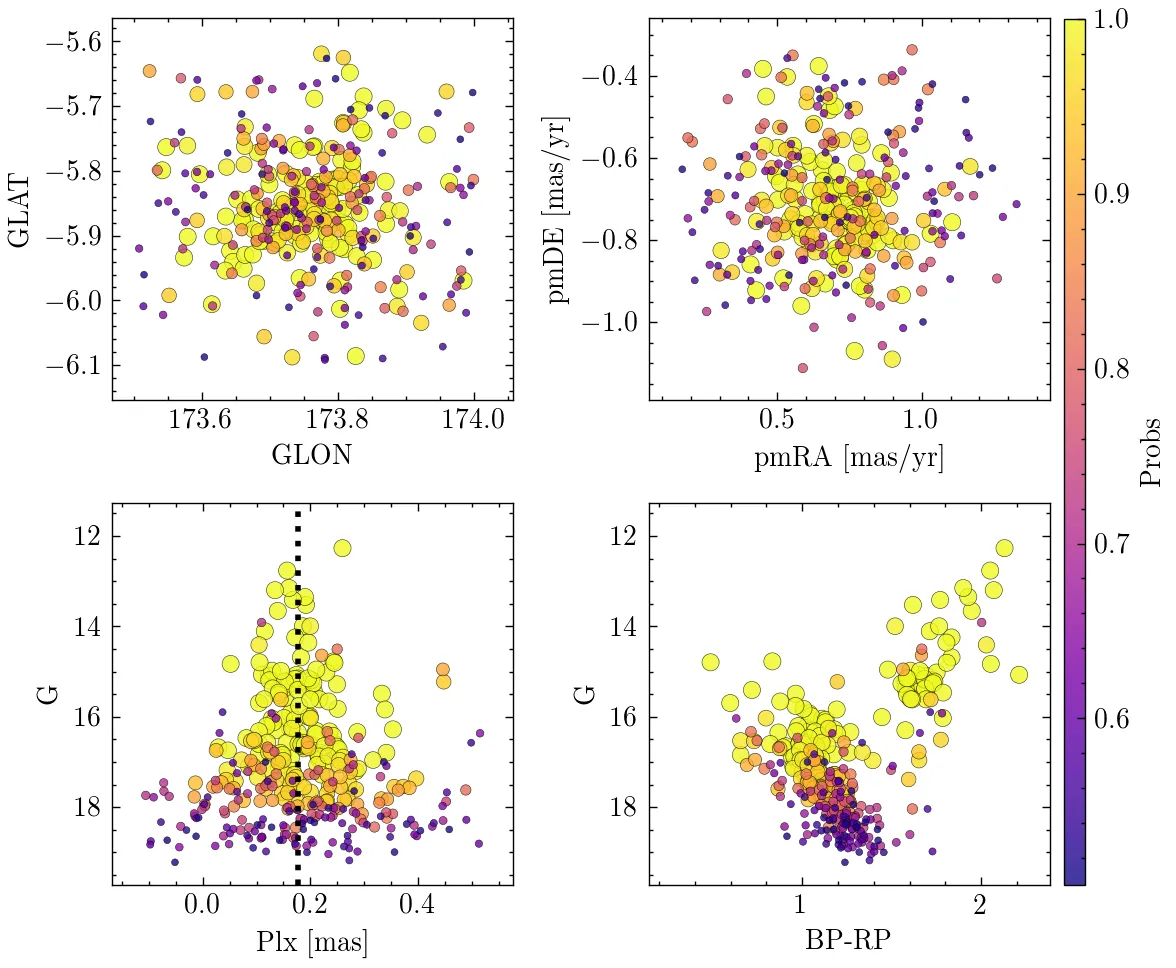 −5.6
−5.7
−5.8
−5.9
−6.0
−6.1
GLAT
173.6 173.8 174.0
GLON
−0.4
−0.6
−0.8
−1.0
pmDE [mas/yr]
0.5 1.0
pmRA [mas/yr]
12
14
16
18
G
0.0 0.2 0.4
Plx [mas]
12
14
16
18
G
1 2
BP-RP
1.0
0.9
0.8
0.7
0.6
Probs